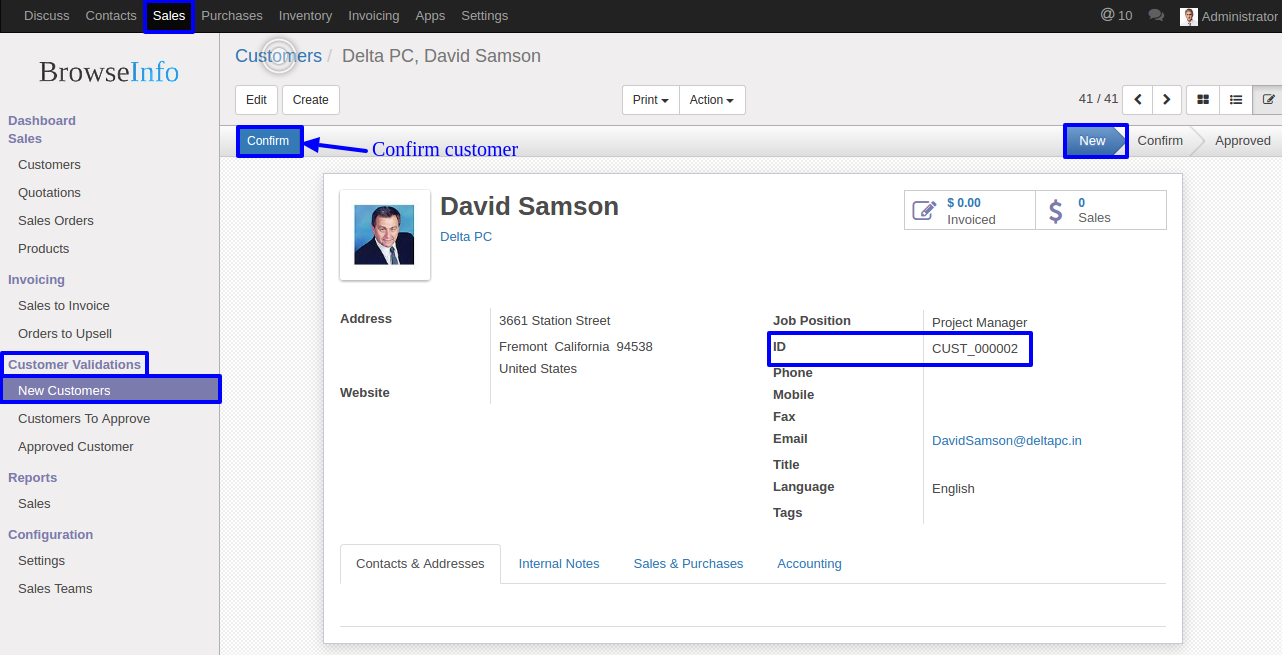 Discuss Contacts Sales Purchases Inventory Invoicing Apps Settings @ 10 Administrator
BrowseInfo
Dashboard
Sales
Customers
Quotations
Sales Orders
Products
Invoicing
Sales to Invoice
Orders to Upsell
Customer Validations
New Customers
Customers To Approve
Approved Customer
Reports
Sales
Configuration
Settings
Sales Teams
Customers / Delta PC, David Samson
Edit Create Print Action 41 / 41
Confirm Confirm customer New Confirm Approved
David Samson
Delta PC
$ 0.00
Invoiced
0
Sales
Address
3661 Station Street
Fremont California 94538
United States
Website
Job Position Project Manager
ID CUST_000002
Phone
Mobile
Fax
Email DavidSamson@deltapc.in
Title
Language English
Tags
Contacts & Addresses Internal Notes Sales & Purchases Accounting